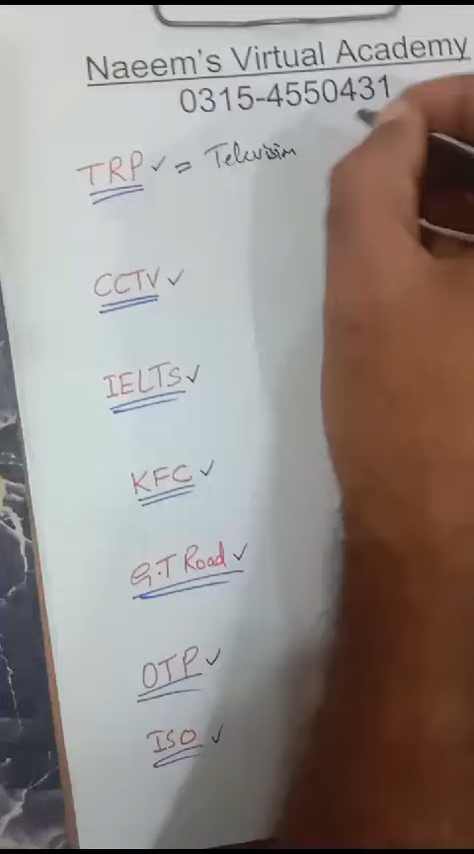 Naeem's Virtual Academy
0315-4550431
TRP ✓ = Television
CCTV ✓
IELTS ✓
KFC ✓
G.T Road ✓
OTP ✓
ISO ✓